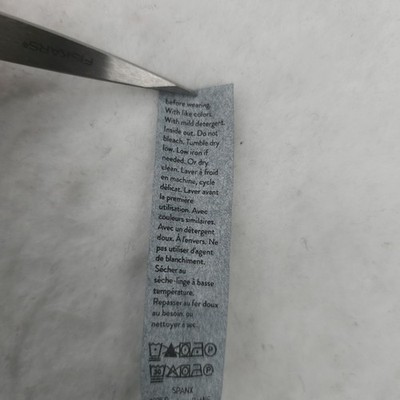 before wearing.
With like colors.
With mild detergent.
Inside out. Do not
bleach. Tumble dry
low. Low iron if
needed. Or dry
clean. Laver à froid
en machine, cycle
délicat. Laver avant
la première
utilisation. Avec
couleurs similaires.
Avec un détergent
doux. À l'envers. Ne
pas utiliser d'agent
de blanchiment.
Sécher au
sèche-linge à basse
température.
Repasser au fer doux
au besoin, ou
nettoyer à sec.
SPANX